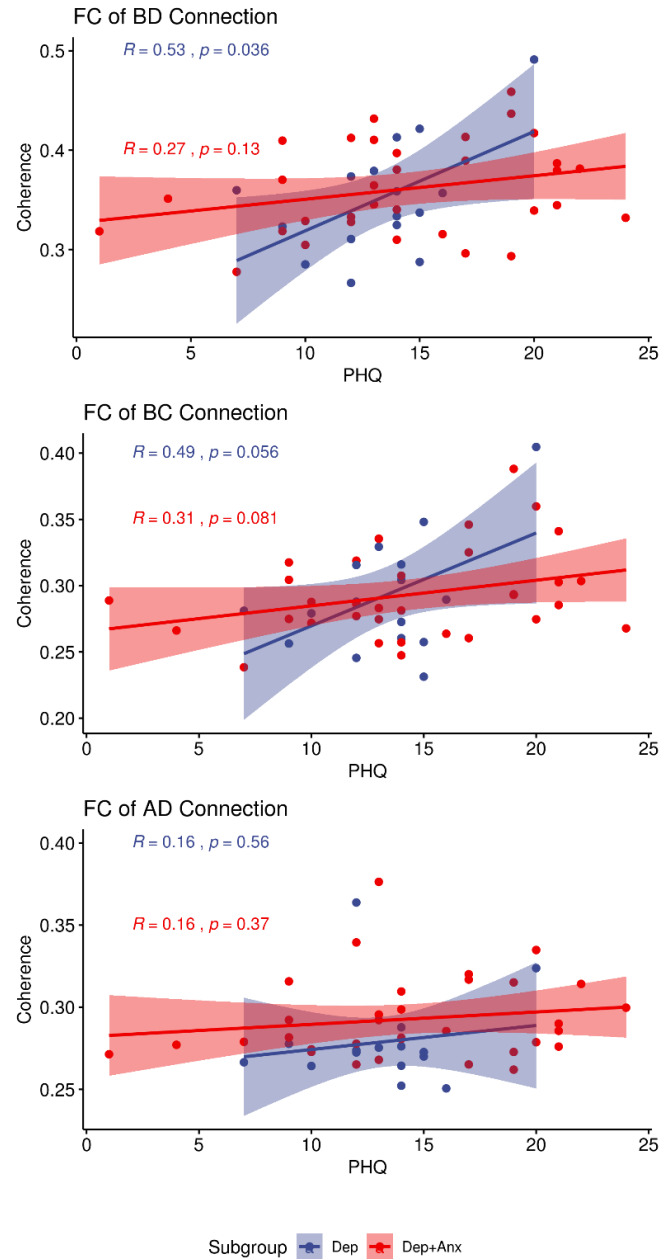 FC of BD Connection
R = 0.53 , p = 0.036
R = 0.27 , p = 0.13
Coherence
0.5
0.4
0.3
0 5 10 15 20 25
PHQ
FC of BC Connection
R = 0.49 , p = 0.056
R = 0.31 , p = 0.081
Coherence
0.40
0.35
0.30
0.25
0.20
0 5 10 15 20 25
PHQ
FC of AD Connection
R = 0.16 , p = 0.56
R = 0.16 , p = 0.37
Coherence
0.40
0.35
0.30
0.25
0 5 10 15 20 25
PHQ
Subgroup Dep Dep+Anx